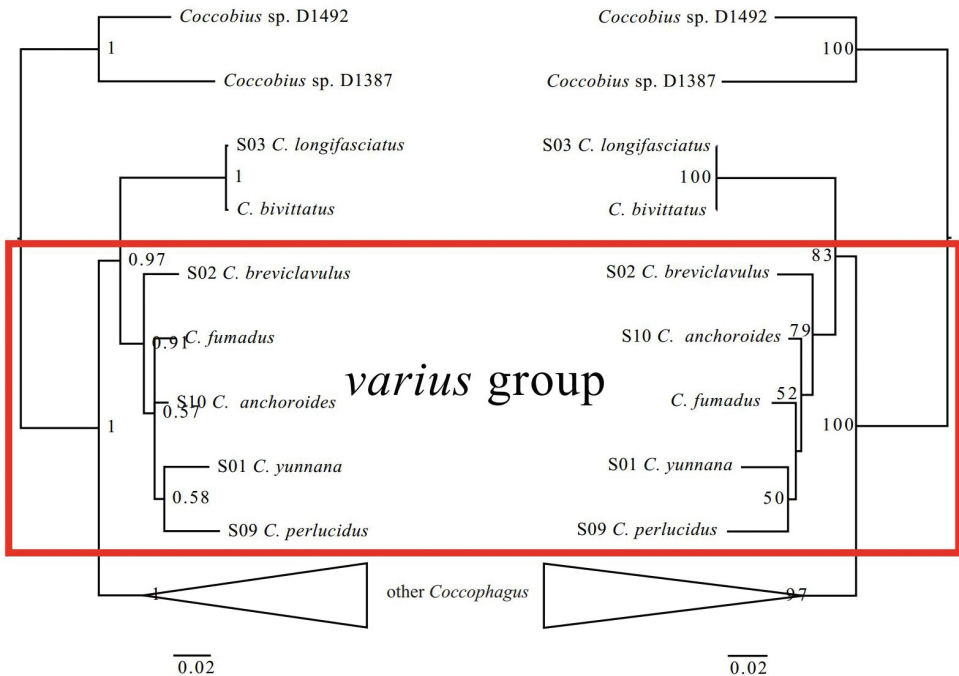 Coccobius sp. D1492
1
Coccobius sp. D1387
S03 C. longifasciatus
1
C. bivittatus
0.97
S02 C. breviclavulus
0.91
C. fumadus
S10 C. anchoroides
0.57
1
S01 C. yunnana
0.58
S09 C. perlucidus
1
0.02
varius group
other Coccophagus
Coccobius sp. D1492
100
Coccobius sp. D1387
S03 C. longifasciatus
100
C. bivittatus
83
S02 C. breviclavulus
79
S10 C. anchoroides
52
C. fumadus
100
S01 C. yunnana
50
S09 C. perlucidus
97
0.02